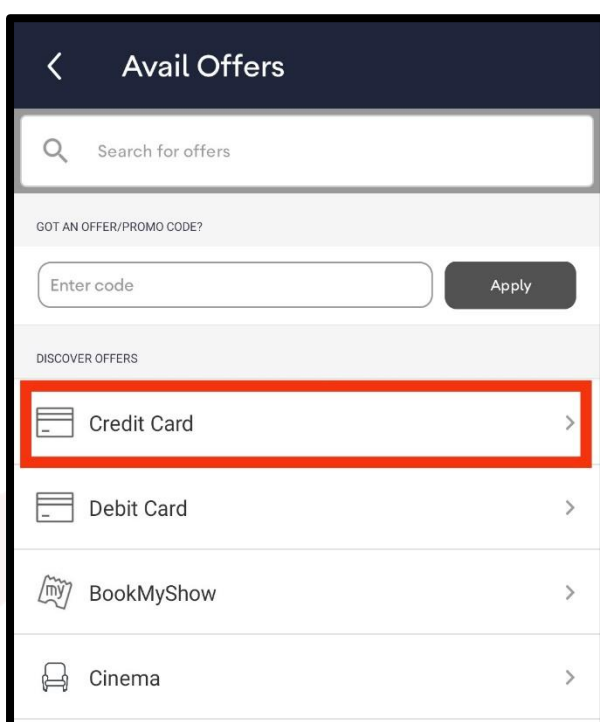 Avail Offers
Search for offers
GOT AN OFFER/PROMO CODE?
Enter code
Apply
DISCOVER OFFERS
Credit Card
Debit Card
my
BookMyShow
Cinema